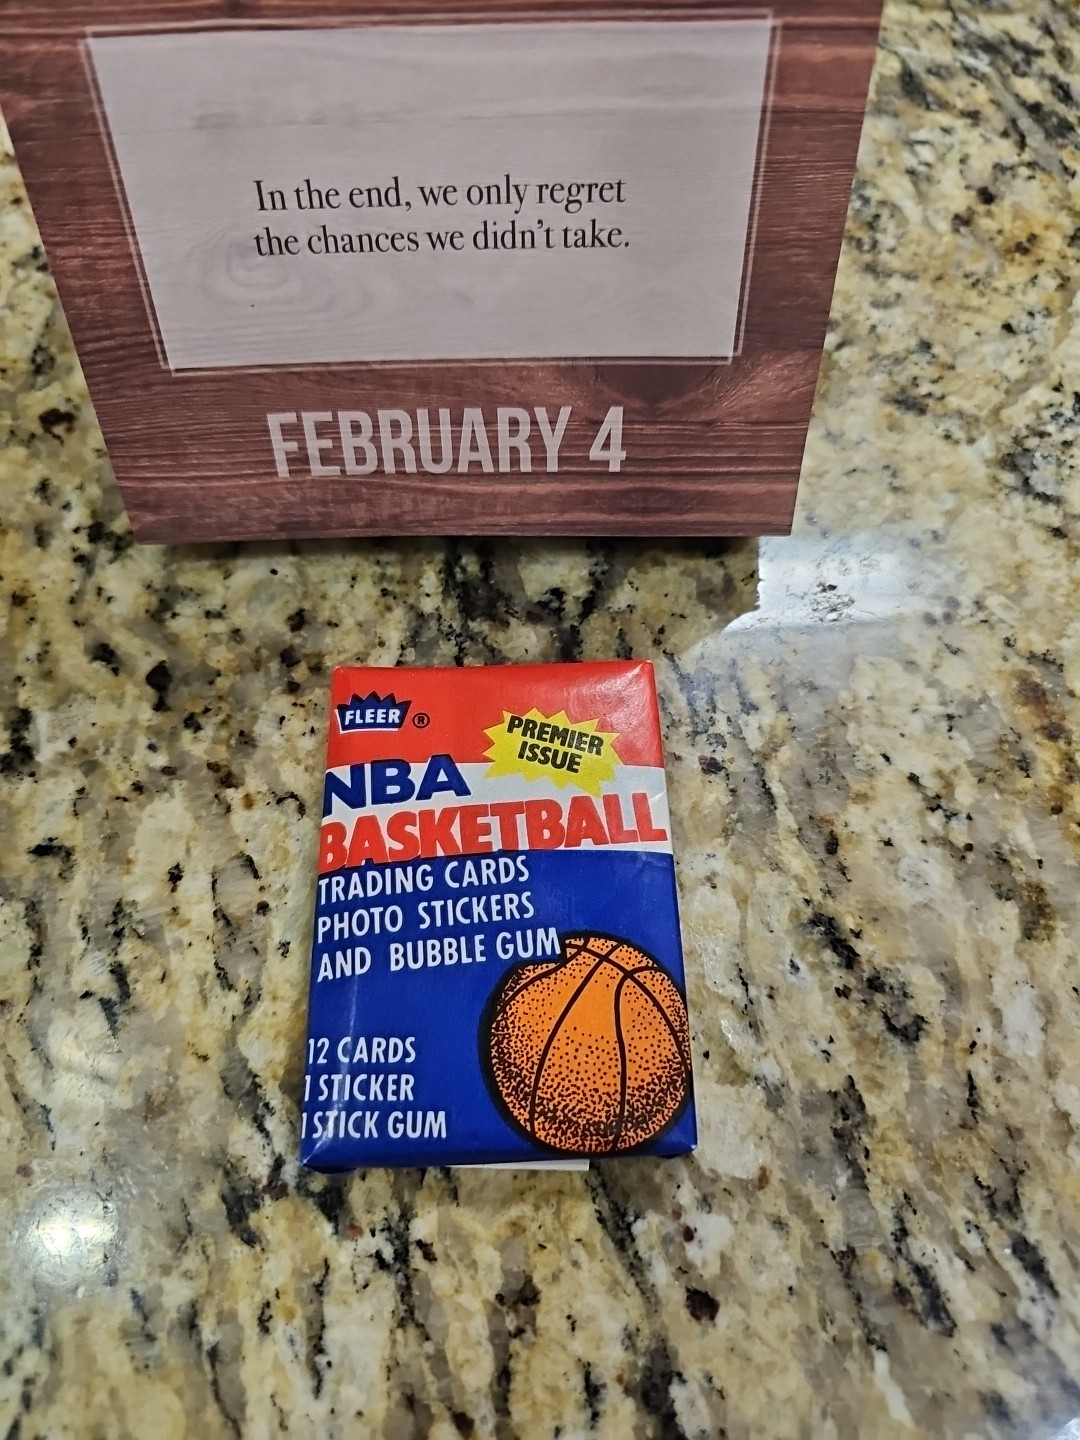 In the end, we only regret
the chances we didn't take.
FEBRUARY 4
FLEER ®
PREMIER
ISSUE
NBA
BASKETBALL
TRADING CARDS
PHOTO STICKERS
AND BUBBLE GUM
12 CARDS
1 STICKER
1 STICK GUM